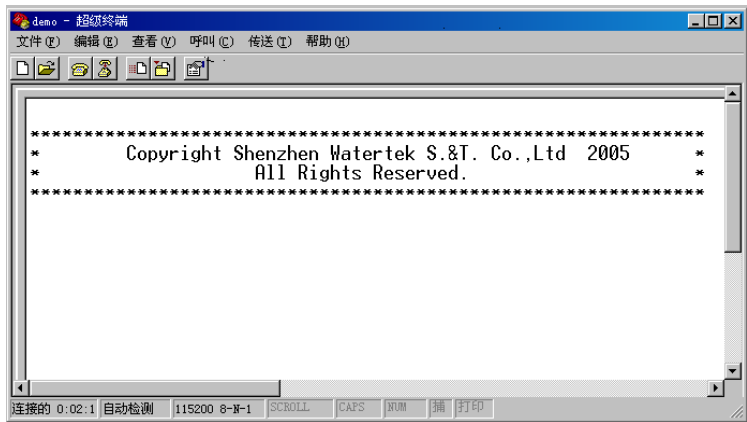 demo - 超级终端
文件(F) 编辑(E) 查看(V) 呼叫(C) 传送(T) 帮助(H)
*******************************************************************
* Copyright Shenzhen Watertek S.&T. Co.,Ltd 2005 *
* All Rights Reserved. *
*******************************************************************
连接的 0:02:1 自动检测 115200 8-N-1 SCROLL CAPS NUM 捕 打印